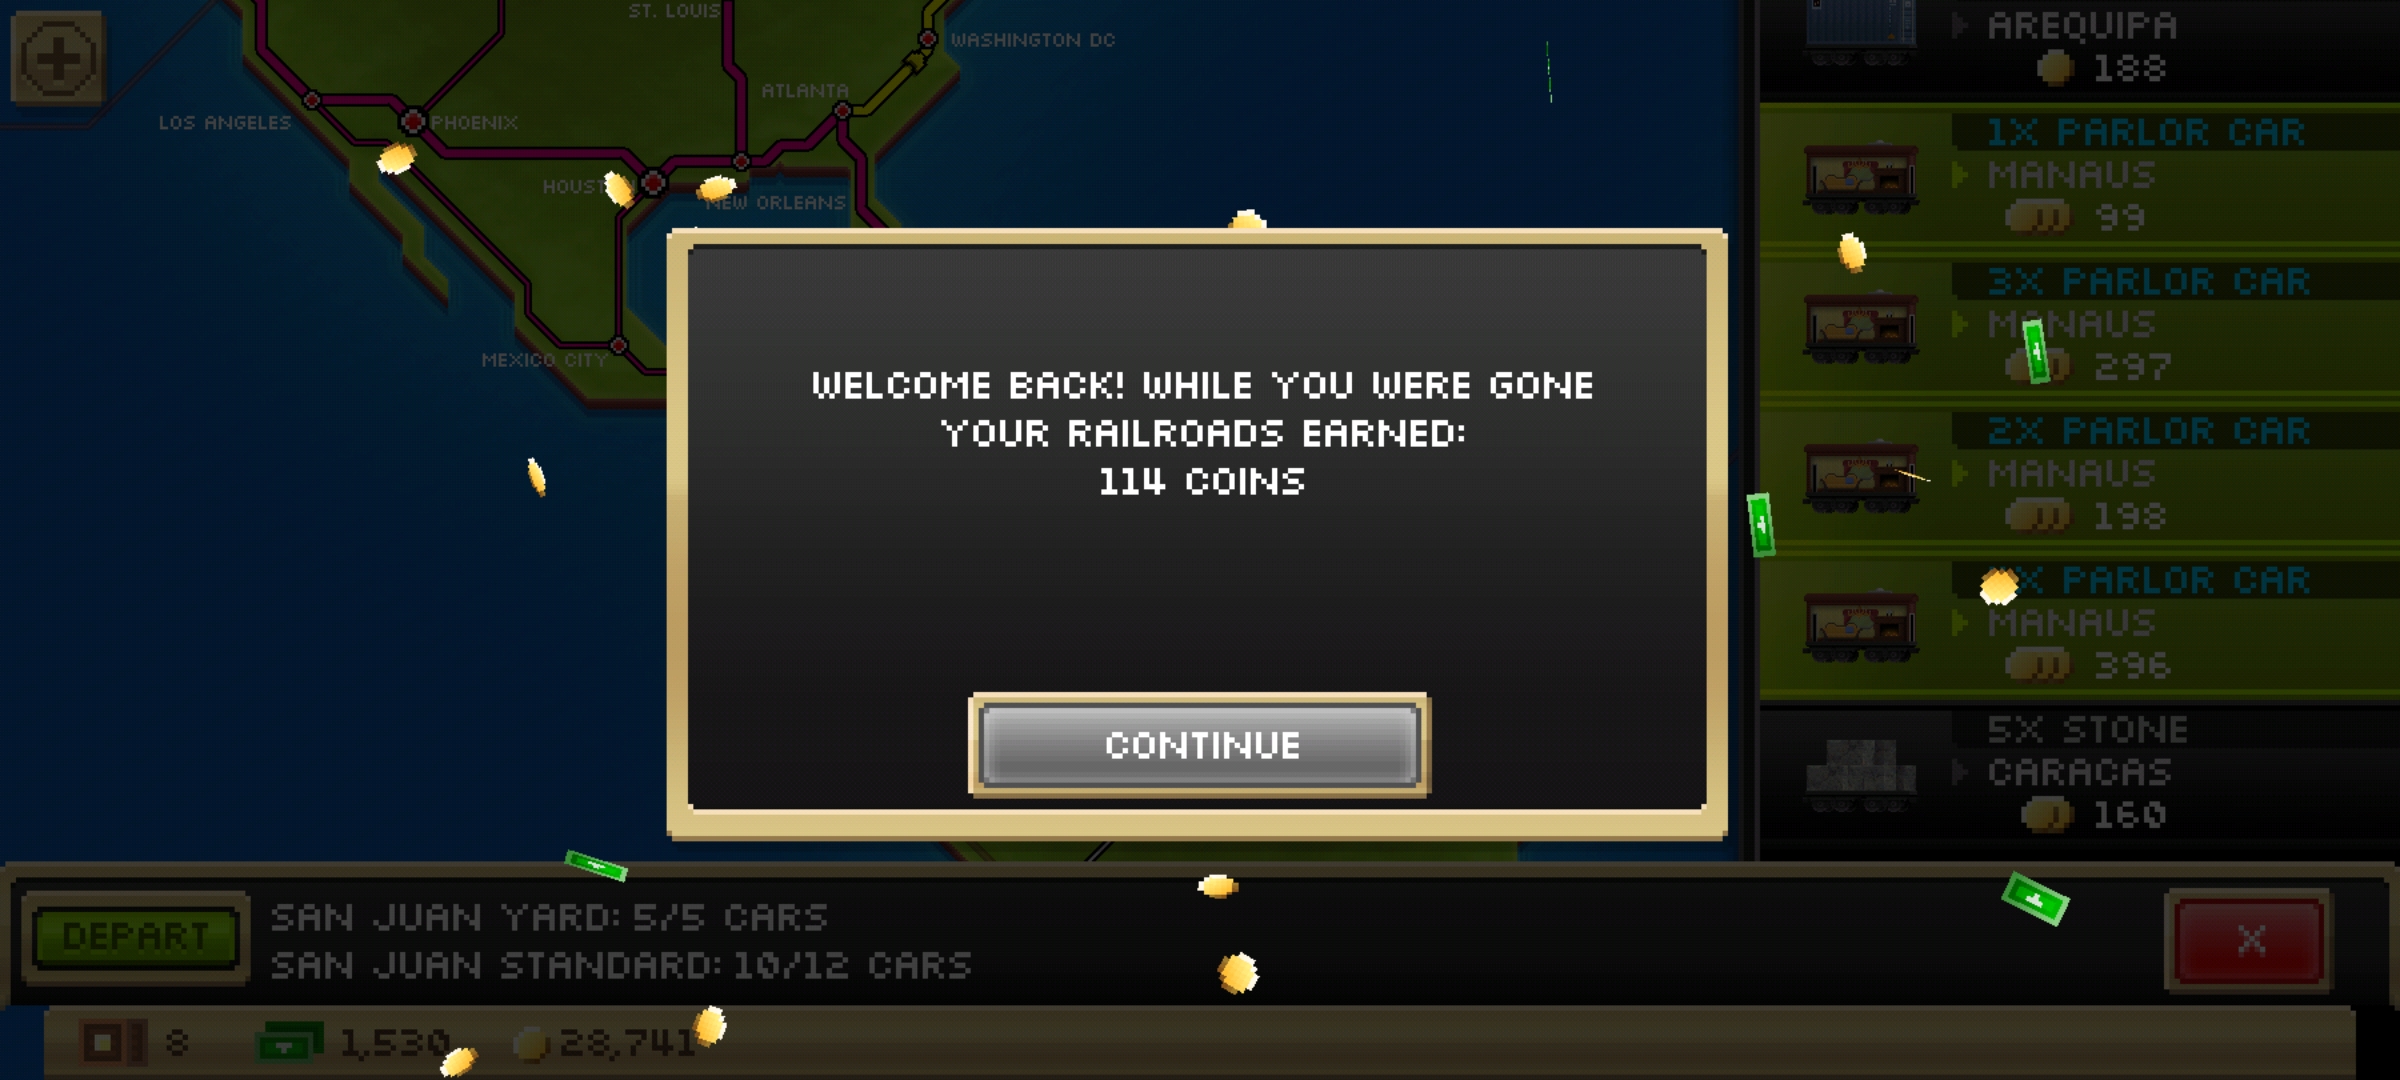 ST. LOUIS
WASHINGTON DC
ATLANTA
LOS ANGELES
PHOENIX
NEW ORLEANS
MEXICO CITY
AREQUIPA
188
1X PARLOR CAR
MANAUS
99
3X PARLOR CAR
MANAUS
297
2X PARLOR CAR
MANAUS
198
PARLOR CAR
MANAUS
396
5X STONE
CARACAS
160
WELCOME BACK! WHILE YOU WERE GONE
YOUR RAILROADS EARNED:
114 COINS
CONTINUE
DEPART
SAN JUAN YARD: 5/5 CARS
SAN JUAN STANDARD: 10/12 CARS
X
8
1,530
28,741